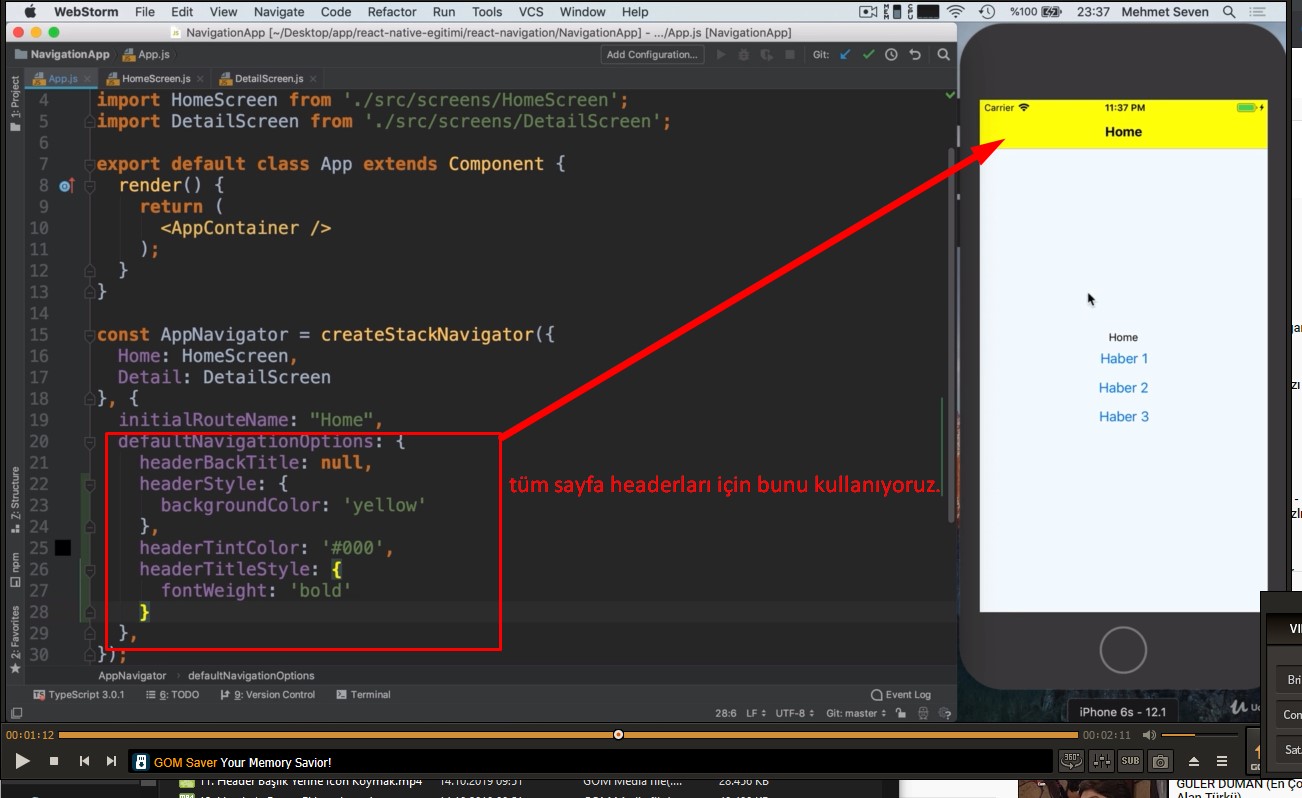 WebStorm File Edit View Navigate Code Refactor Run Tools VCS Window Help %100 23:37 Mehmet Seven
NavigationApp [~/Desktop/app/react-native-egitimi/react-navigation/NavigationApp] - .../App.js [NavigationApp]
NavigationApp App.js Add Configuration... Git:
App.js HomeScreen.js DetailScreen.js
1: Project
Z: Structure
npm
2: Favorites
4 import HomeScreen from './src/screens/HomeScreen';
5 import DetailScreen from './src/screens/DetailScreen';
6
7 export default class App extends Component {
8 render() {
9 return (
10 <AppContainer />
11 );
12 }
13 }
14
15 const AppNavigator = createStackNavigator({
16 Home: HomeScreen,
17 Detail: DetailScreen
18 }, {
19 initialRouteName: "Home",
20 defaultNavigationOptions: {
21 headerBackTitle: null,
22 headerStyle: {
23 backgroundColor: 'yellow'
24 },
25 headerTintColor: '#000',
26 headerTitleStyle: {
27 fontWeight: 'bold'
28 }
29 },
30 });
tüm sayfa headerları için bunu kullanıyoruz.
AppNavigator defaultNavigationOptions
TypeScript 3.0.1 6: TODO 9: Version Control Terminal Event Log
28:6 LF UTF-8 Git: master
Carrier 11:37 PM
Home
Home
Haber 1
Haber 2
Haber 3
iPhone 6s - 12.1
00:01:12 00:02:11
GOM Saver Your Memory Savior!
360° SUB
11. Header Başlık Yerine İcon Koymak.mp4 14.10.2019 09:51 GOM Media file(.... 28.456 KB
GÜLER DUMAN (En Ço
Alan Türkü)